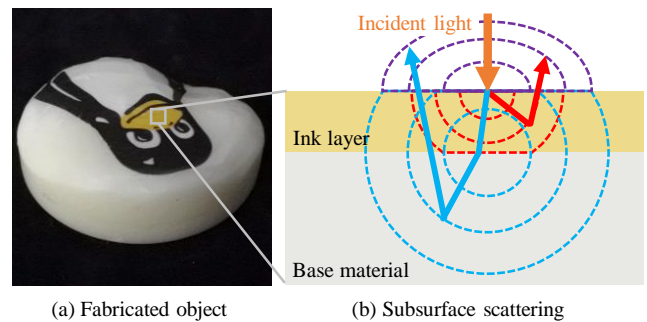 Incident light
Ink layer
Base material
(a) Fabricated object
(b) Subsurface scattering